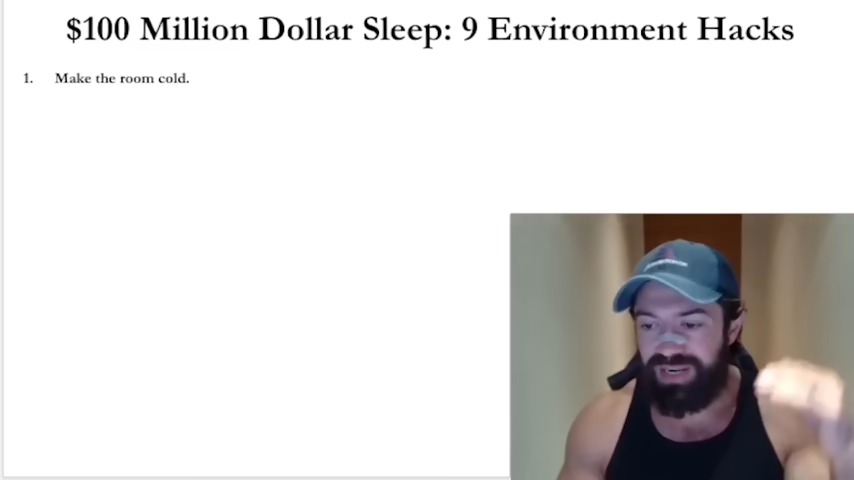 $100 Million Dollar Sleep: 9 Environment Hacks
1. Make the room cold.